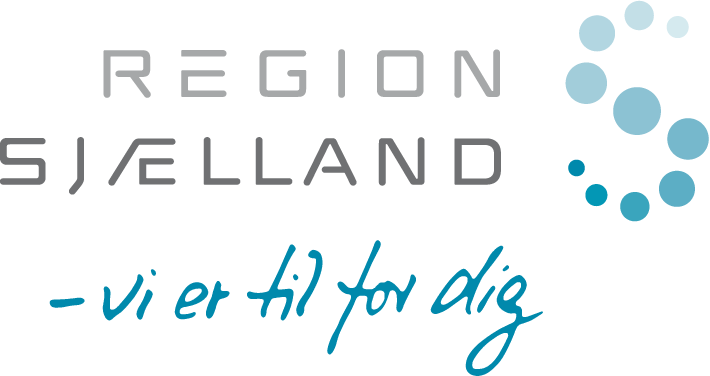 REGION
SJÆLLAND
- vi er til for dig